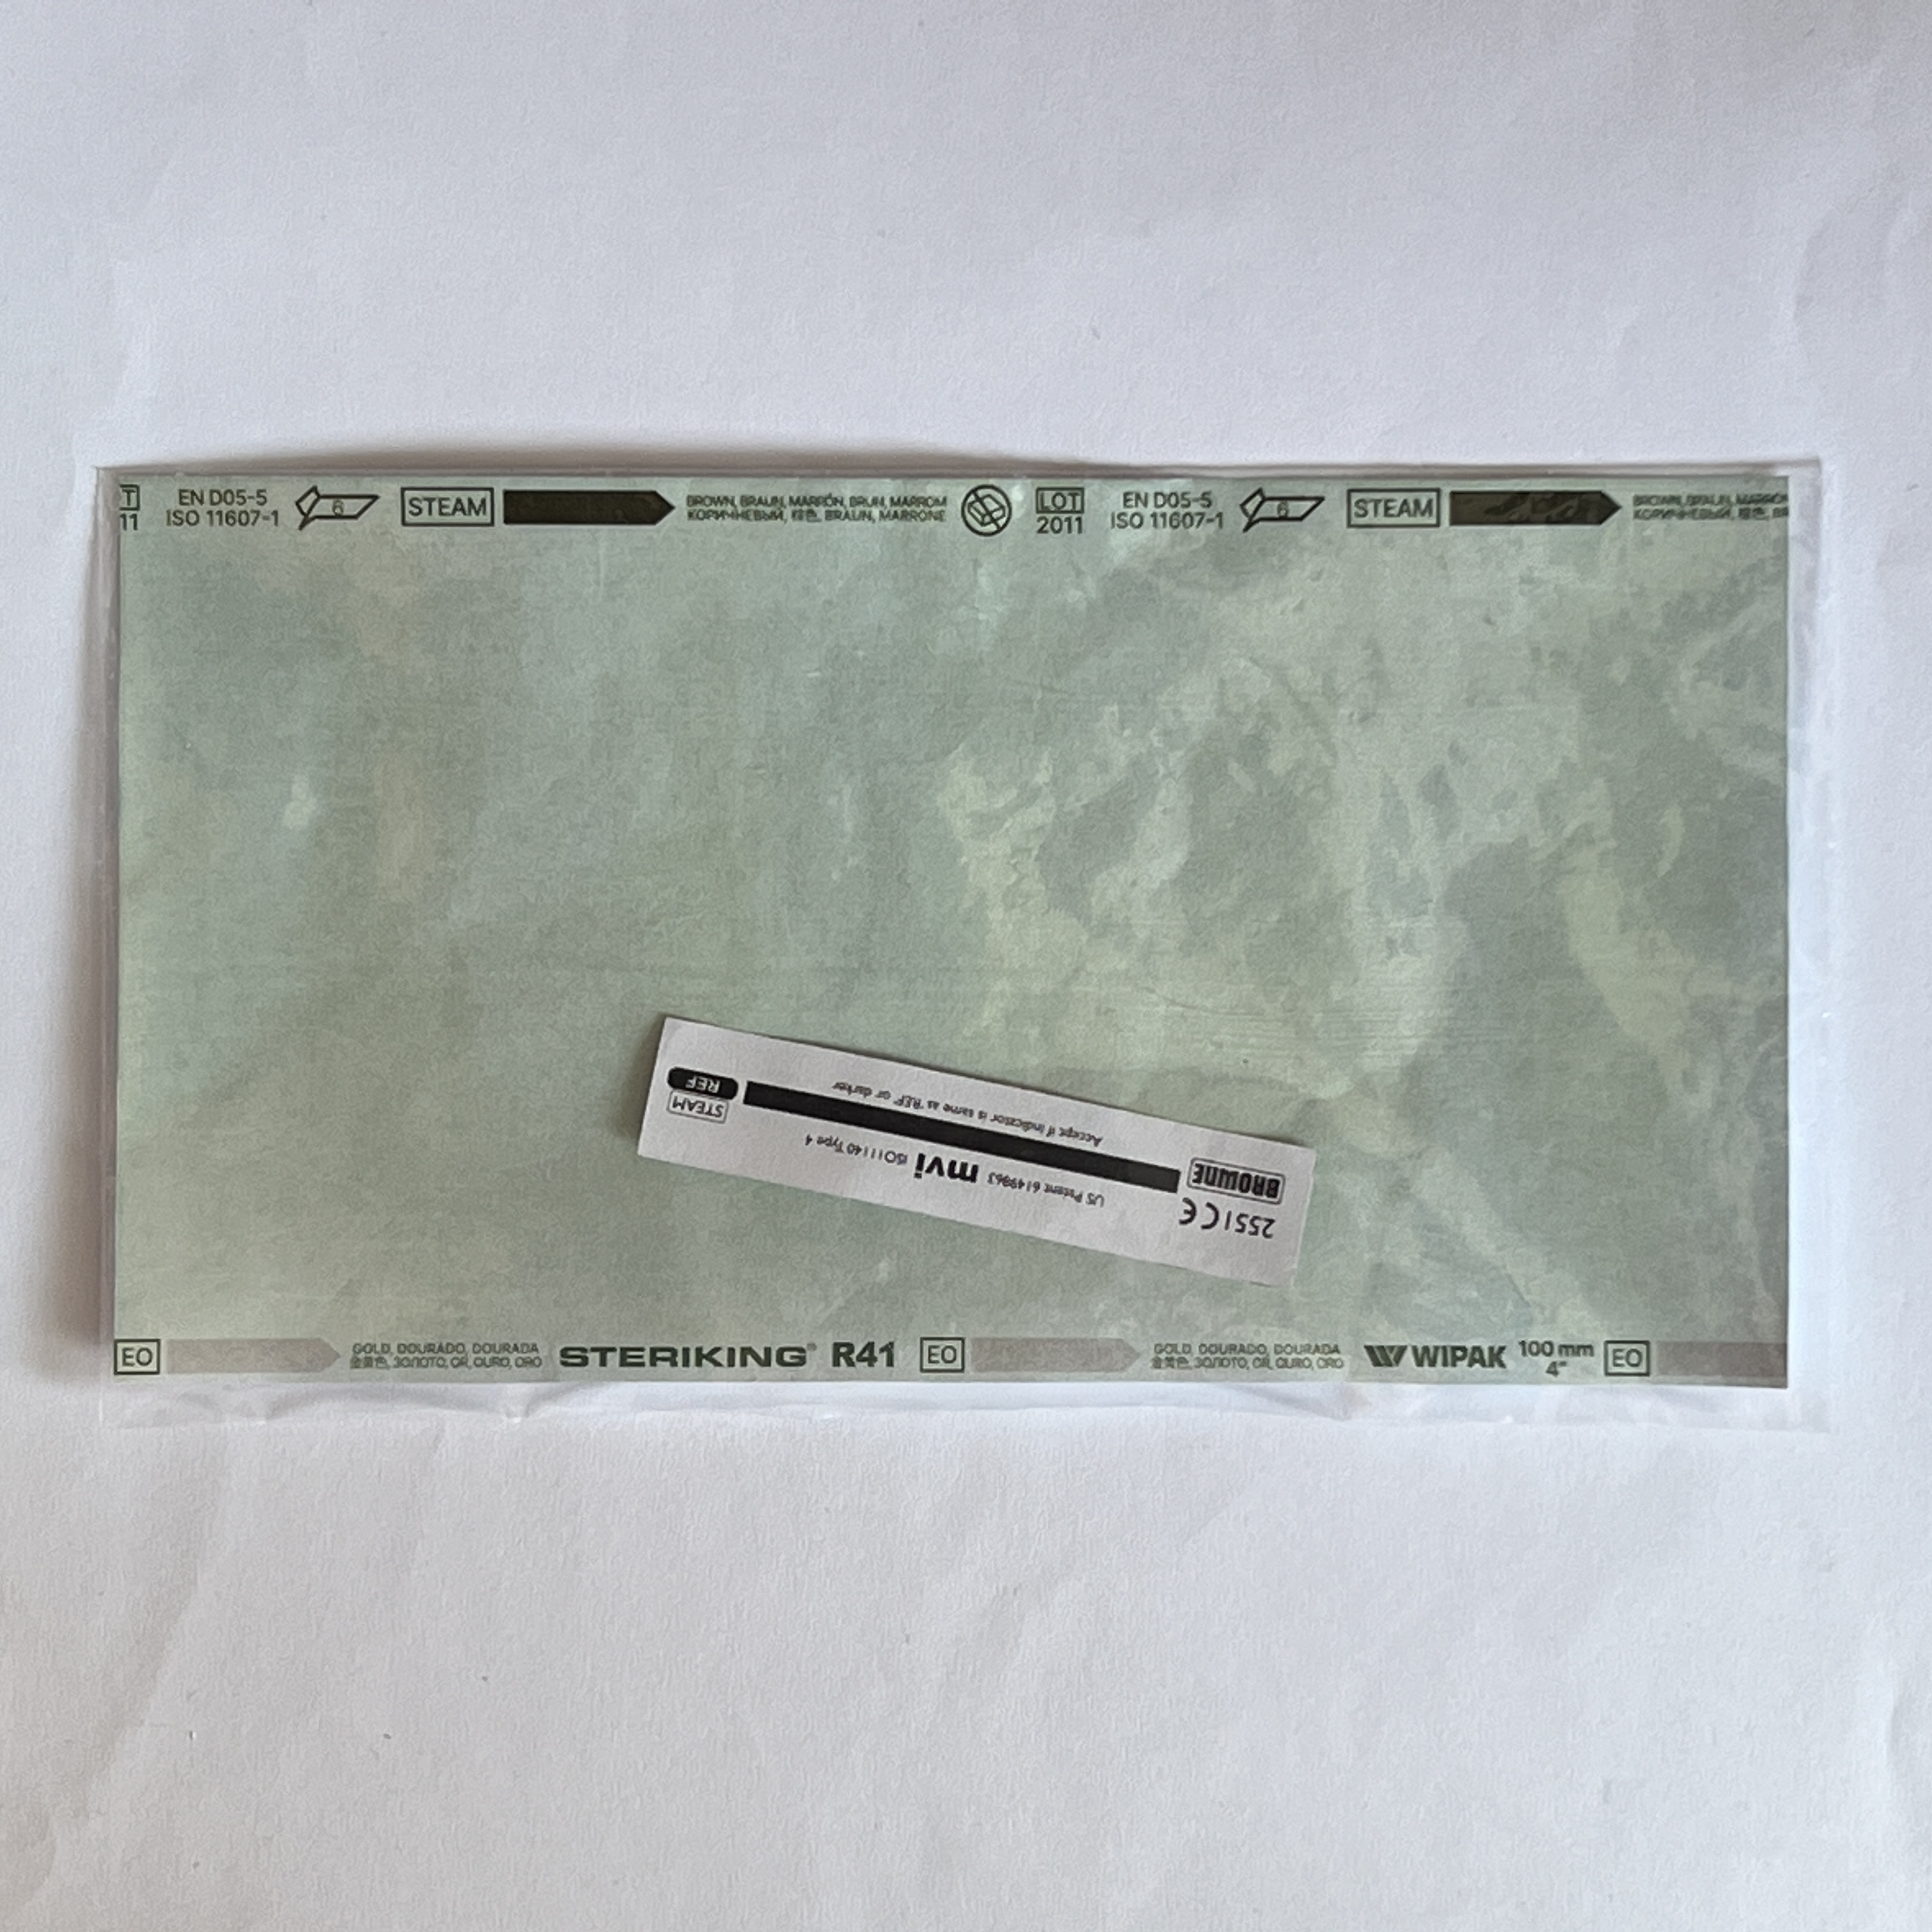 T
11
EN D05-5
ISO 11607-1
6
STEAM
BROWN, BRAUN, MARRÓN, BRUN, MARROM
КОРИЧНЕВЫЙ, 棕色, BRAUN, MARRONE
LOT
2011
EN D05-5
ISO 11607-1
6
STEAM
BROWN, BRAUN, MARRÓN
КОРИЧНЕВЫЙ, 棕色, BR
2551 CE
BROWNE
US Patent 6149963 mvi ISO11140 Type 4
STEAM
REF
Accept if indicator is same as 'REF' or darker
EO
GOLD, DOURADO, DOURADA
金黄色, ЗОЛОТО, OR, OURO, ORO
STERIKING® R41
EO
GOLD, DOURADO, DOURADA
金黄色, ЗОЛОТО, OR, OURO, ORO
WIPAK
100 mm
4"
EO